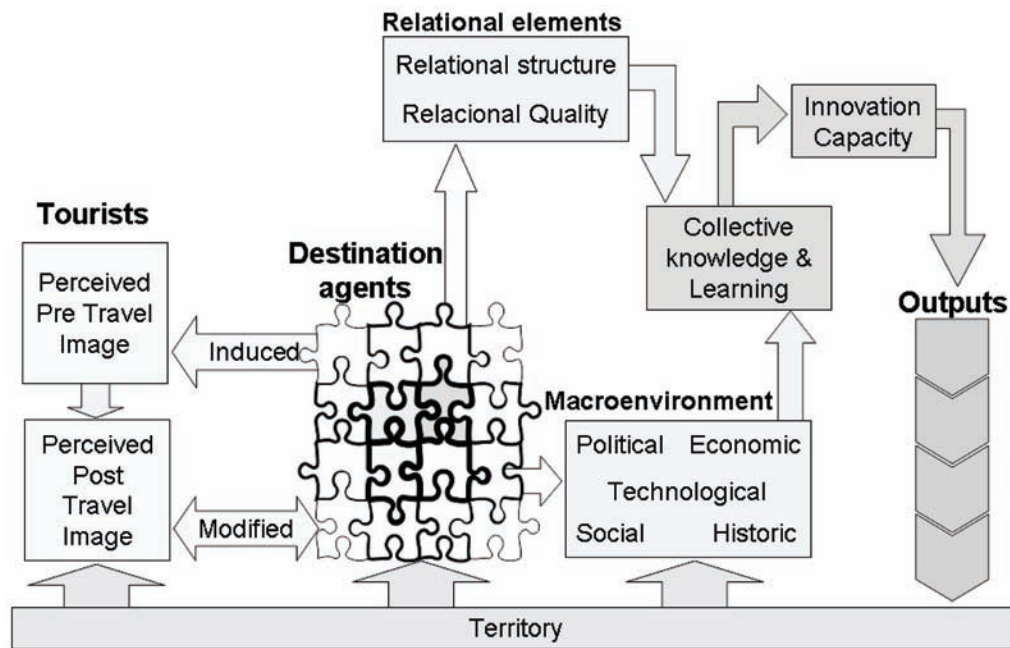 Relational elements
Relational structure
Relacional Quality
Innovation
Capacity
Tourists
Collective
knowledge &
Learning
Destination
agents
Perceived
Pre Travel
Image
Induced
Outputs
Macroenvironment
Political Economic
Technological
Social Historic
Perceived
Post
Travel
Image
Modified
Territory